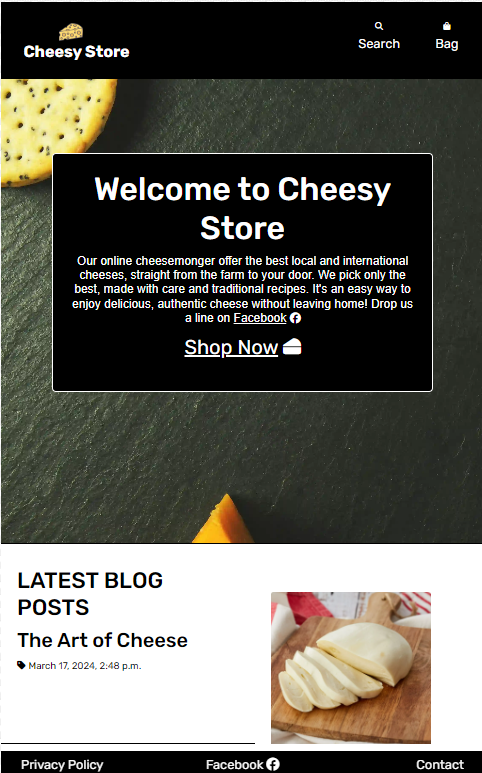 Cheesy Store
Search
Bag
Welcome to Cheesy
Store
Our online cheesemonger offer the best local and international
cheeses, straight from the farm to your door. We pick only the
best, made with care and traditional recipes. It's an easy way to
enjoy delicious, authentic cheese without leaving home! Drop us
a line on Facebook
Shop Now
LATEST BLOG
POSTS
The Art of Cheese
March 17, 2024, 2:48 p.m.
Privacy Policy
Facebook
Contact